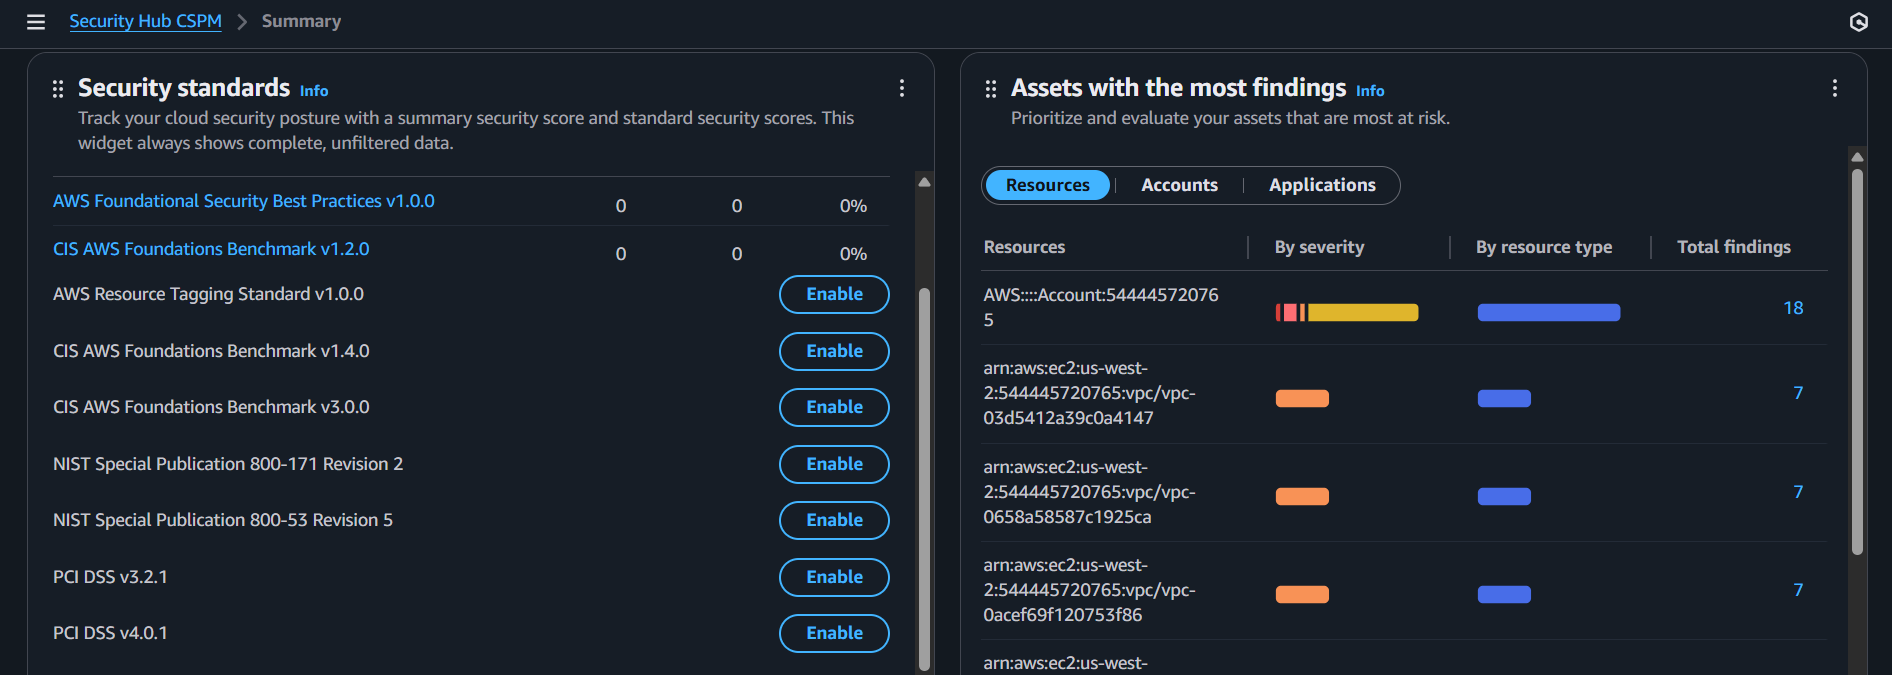 Security Hub CSPM
Summary
Security standards Info
Track your cloud security posture with a summary security score and standard security scores. This
widget always shows complete, unfiltered data.
AWS Foundational Security Best Practices v1.0.0 0 0 0%
CIS AWS Foundations Benchmark v1.2.0 0 0 0%
AWS Resource Tagging Standard v1.0.0 Enable
CIS AWS Foundations Benchmark v1.4.0 Enable
CIS AWS Foundations Benchmark v3.0.0 Enable
NIST Special Publication 800-171 Revision 2 Enable
NIST Special Publication 800-53 Revision 5 Enable
PCI DSS v3.2.1 Enable
PCI DSS v4.0.1 Enable
Assets with the most findings Info
Prioritize and evaluate your assets that are most at risk.
Resources Accounts Applications
Resources By severity By resource type Total findings
AWS::::Account:54444572076
5
18
arn:aws:ec2:us-west-
2:544445720765:vpc/vpc-
03d5412a39c0a4147
7
arn:aws:ec2:us-west-
2:544445720765:vpc/vpc-
0658a58587c1925ca
7
arn:aws:ec2:us-west-
2:544445720765:vpc/vpc-
0acef69f120753f86
7
arn:aws:ec2:us-west-